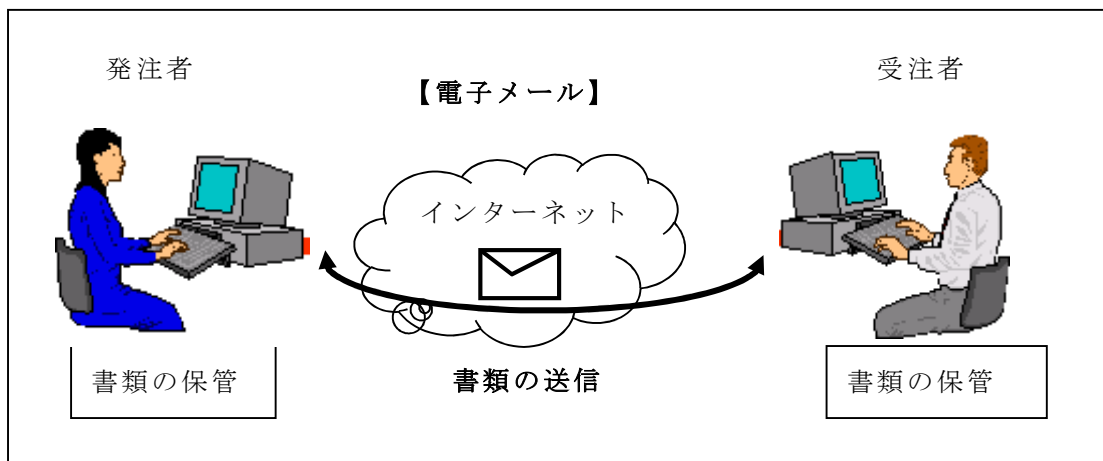 発注者
受注者
【電子メール】
インターネット
書類の保管
書類の送信
書類の保管